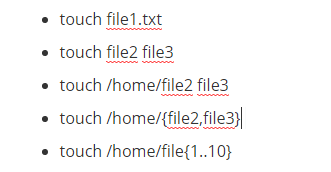 • touch file1.txt
• touch file2 file3
• touch /home/file2 file3
• touch /home/{file2,file3}
• touch /home/file{1..10}